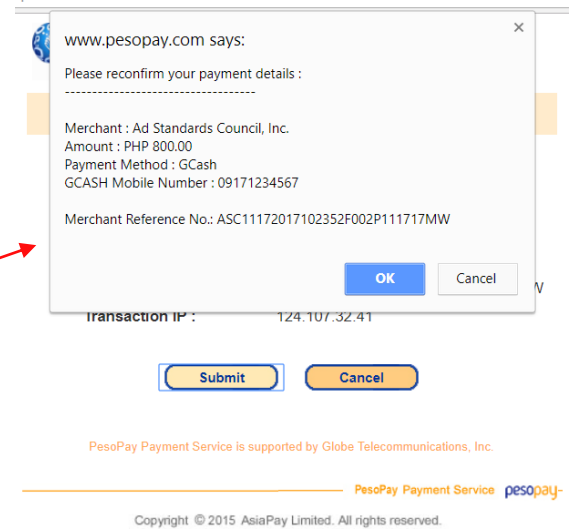 www.pesopay.com says:
Please reconfirm your payment details :
-----------------------------------
Merchant : Ad Standards Council, Inc.
Amount : PHP 800.00
Payment Method : GCash
GCASH Mobile Number : 09171234567
Merchant Reference No.: ASC11172017102352F002P111717MW
OK Cancel
Transaction IP : 124.107.32.41
Submit Cancel
PesoPay Payment Service is supported by Globe Telecommunications, Inc.
PesoPay Payment Service pesopay
Copyright © 2015 AsiaPay Limited. All rights reserved.